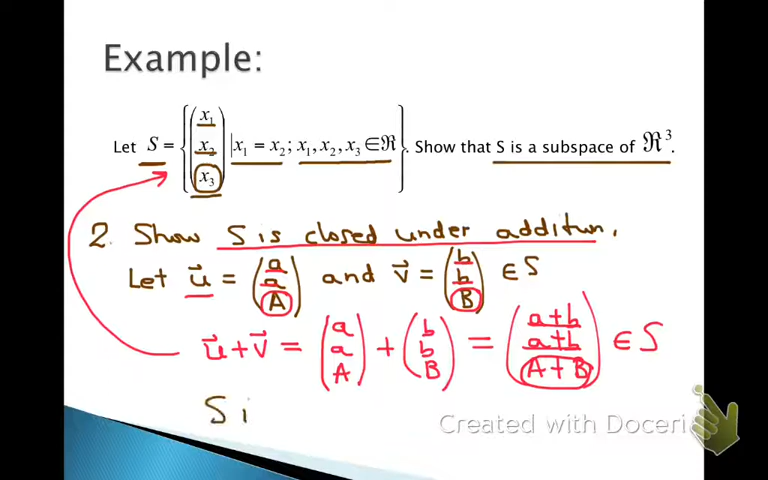 Example:
Let S = { (x₁ x₂ x₃) | x₁ = x₂; x₁, x₂, x₃ ∈ ℜ }. Show that S is a subspace of ℜ³.
2. Show S is closed under addition.
Let u⃗ = (a a A) and v⃗ = (b b B) ∈ S
u⃗ + v⃗ = (a a A) + (b b B) = (a+b a+b A+B) ∈ S
S i
Created with Doceri